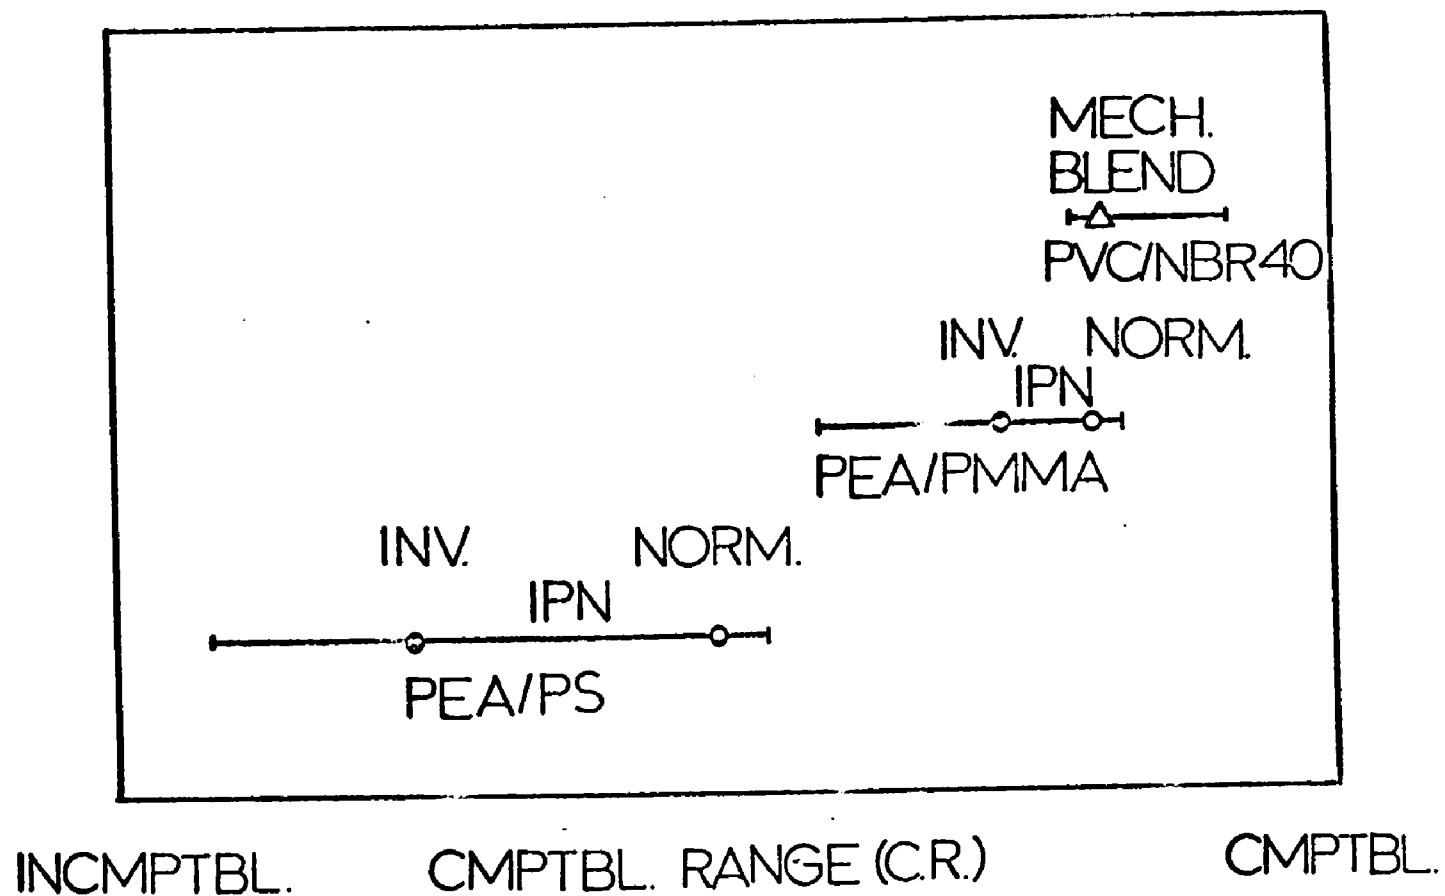 MECH.
BLEND
PVC/NBR40
INV. NORM.
IPN
PEA/PMMA
INV. NORM.
IPN
PEA/PS
INCMPTBL. CMPTBL. RANGE (C.R.) CMPTBL.